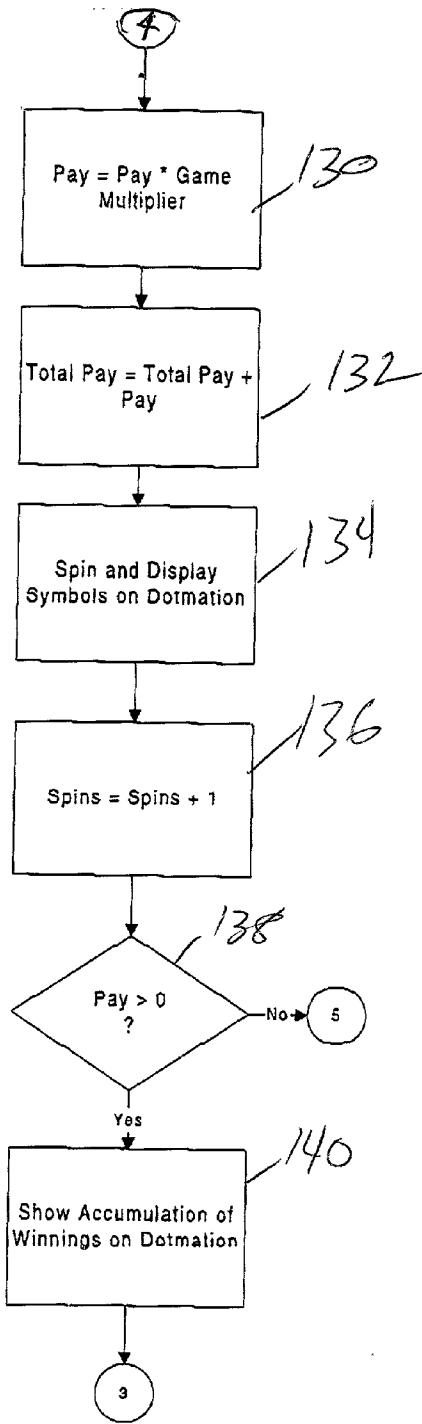 4
Pay = Pay * Game
Multiplier
130
Total Pay = Total Pay +
Pay
132
Spin and Display
Symbols on Dotmation
134
Spins = Spins + 1
136
138
Pay > 0
?
No
5
Yes
140
Show Accumulation of
Winnings on Dotmation
3